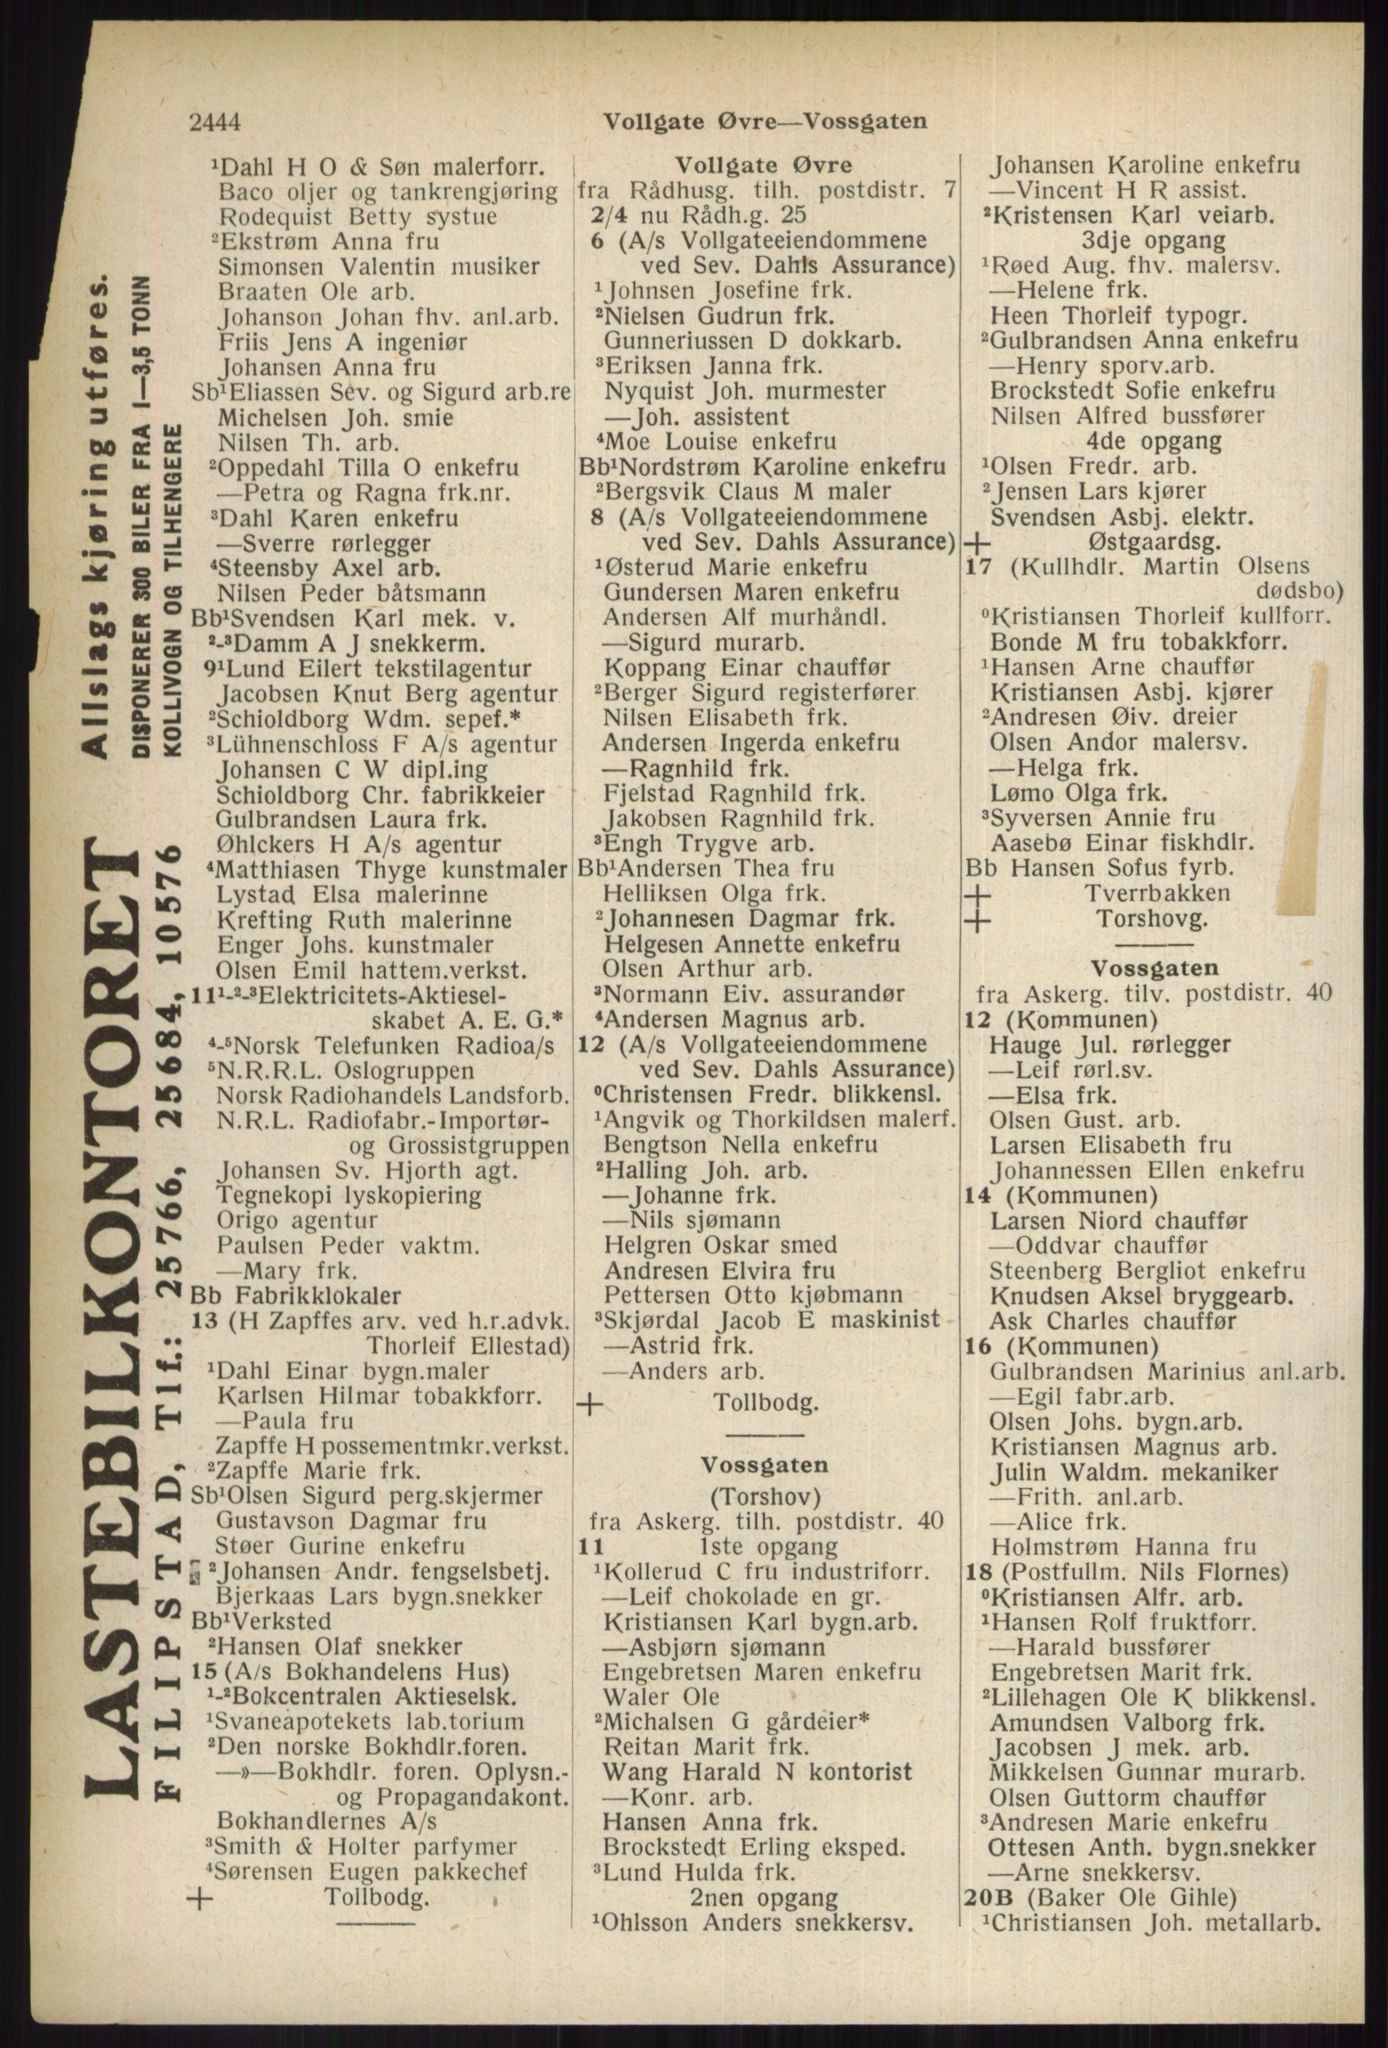 2444
Vollgate Øvre—Vossgaten
LASTEBILKONTORET
FILIPSTAD, Tlf.: 25766, 25684, 10576
Allslags kjøring utføres.
DISPONERER 300 BILER FRA 1—3,5 TONN
KOLLIVOGN OG TILHENGERE
¹Dahl H O & Søn malerforr.
Baco oljer og tankrengjøring
Rodequist Betty systue
²Ekstrøm Anna fru
Simonsen Valentin musiker
Braaten Ole arb.
Johanson Johan fhv. anl.arb.
Friis Jens A ingeniør
Johansen Anna fru
Sb¹Eliassen Sev. og Sigurd arb.re
Michelsen Joh. smie
Nilsen Th. arb.
²Oppedahl Tilla O enkefru
—Petra og Ragna frk.nr.
³Dahl Karen enkefru
—Sverre rørlegger
⁴Steensby Axel arb.
Nilsen Peder båtsmann
Bb¹Svendsen Karl mek. v.
²-³Damm A J snekkerm.
9¹Lund Eilert tekstilagentur
Jacobsen Knut Berg agentur
²Schioldborg Wdm. sepef.*
³Lühnenschloss F A/s agentur
Johansen C W dipl.ing
Schioldborg Chr. fabrikkeier
Gulbrandsen Laura frk.
Øhlckers H A/s agentur
⁴Matthiasen Thyge kunstmaler
Lystad Elsa malerinne
Krefting Ruth malerinne
Enger Johs. kunstmaler
Olsen Emil hattem.verkst.
11¹-²-³Elektricitets-Aktiesel-
skabet A. E. G.*
⁴-⁵Norsk Telefunken Radioa/s
⁵N.R.R.L. Oslogruppen
Norsk Radiohandels Landsforb.
N.R.L. Radiofabr.-Importør-
og Grossistgruppen
Johansen Sv. Hjorth agt.
Tegnekopi lyskopiering
Origo agentur
Paulsen Peder vaktm.
—Mary frk.
Bb Fabrikklokaler
13 (H Zapffes arv. ved h.r.advk.
Thorleif Ellestad)
¹Dahl Einar bygn.maler
Karlsen Hilmar tobakkforr.
—Paula fru
Zapffe H possementmkr.verkst.
²Zapffe Marie frk.
Sb¹Olsen Sigurd perg.skjermer
Gustavson Dagmar fru
Støer Gurine enkefru
²Johansen Andr. fengselsbetj.
Bjerkaas Lars bygn.snekker
Bb¹Verksted
²Hansen Olaf snekker
15 (A/s Bokhandelens Hus)
¹-²Bokcentralen Aktieselsk.
¹Svaneapotekets lab.torium
²Den norske Bokhdlr.foren.
—»—Bokhdlr. foren. Oplysn.-
og Propagandakont.
Bokhandlernes A/s
³Smith & Holter parfymer
⁴Sørensen Eugen pakkechef
+ Tollbodg.
Vollgate Øvre
fra Rådhusg. tilh. postdistr. 7
2/4 nu Rådh.g. 25
6 (A/s Vollgateeiendommene
ved Sev. Dahls Assurance)
¹Johnsen Josefine frk.
²Nielsen Gudrun frk.
Gunneriussen D dokkarb.
³Eriksen Janna frk.
Nyquist Joh. murmester
—Joh. assistent
⁴Moe Louise enkefru
Bb¹Nordstrøm Karoline enkefru
²Bergsvik Claus M maler
8 (A/s Vollgateeiendommene
ved Sev. Dahls Assurance)
¹Østerud Marie enkefru
Gundersen Maren enkefru
Andersen Alf murhåndl.
—Sigurd murarb.
Koppang Einar chauffør
²Berger Sigurd registerfører
Nilsen Elisabeth frk.
Andersen Ingerda enkefru
—Ragnhild frk.
Fjelstad Ragnhild frk.
Jakobsen Ragnhild frk.
³Engh Trygve arb.
Bb¹Andersen Thea fru
Helliksen Olga frk.
²Johannesen Dagmar frk.
Helgesen Annette enkefru
Olsen Arthur arb.
³Normann Eiv. assurandør
⁴Andersen Magnus arb.
12 (A/s Vollgateeiendommene
ved Sev. Dahls Assurance)
⁰Christensen Fredr. blikkensl.
¹Angvik og Thorkildsen malerf.
Bengtson Nella enkefru
²Halling Joh. arb.
—Johanne frk.
—Nils sjømann
Helgren Oskar smed
Andresen Elvira fru
Pettersen Otto kjøbmann
³Skjørdal Jacob E maskinist
—Astrid frk.
—Anders arb.
+ Tollbodg.
Vossgaten
(Torshov)
fra Askerg. tilh. postdistr. 40
11 1ste opgang
¹Kollerud C fru industriforr.
—Leif chokolade en gr.
Kristiansen Karl bygn.arb.
—Asbjørn sjømann
Engebretsen Maren enkefru
Waler Ole
²Michalsen G gårdeier*
Reitan Marit frk.
Wang Harald N kontorist
—Konr. arb.
Hansen Anna frk.
Brockstedt Erling eksped.
³Lund Hulda frk.
2nen opgang
¹Ohlsson Anders snekkersv.
Johansen Karoline enkefru
—Vincent H R assist.
²Kristensen Karl veiarb.
3dje opgang
¹Røed Aug. fhv. malersv.
—Helene frk.
Heen Thorleif typogr.
²Gulbrandsen Anna enkefru
—Henry sporv.arb.
Brockstedt Sofie enkefru
Nilsen Alfred bussfører
4de opgang
¹Olsen Fredr. arb.
²Jensen Lars kjører
Svendsen Asbj. elektr.
+ Østgaardsg.
17 (Kullhdlr. Martin Olsens
dødsbo)
⁰Kristiansen Thorleif kullforr.
Bonde M fru tobakkforr.
¹Hansen Arne chauffør
Kristiansen Asbj. kjører
²Andresen Øiv. dreier
Olsen Andor malersv.
—Helga frk.
Lømo Olga frk.
³Syversen Annie fru
Aasebø Einar fiskhdlr.
Bb Hansen Sofus fyrb.
+ Tverrbakken
+ Torshovg.
Vossgaten
fra Askerg. tilv. postdistr. 40
12 (Kommunen)
Hauge Jul. rørlegger
—Leif rørl.sv.
—Elsa frk.
Olsen Gust. arb.
Larsen Elisabeth fru
Johannessen Ellen enkefru
14 (Kommunen)
Larsen Niord chauffør
—Oddvar chauffør
Steenberg Bergliot enkefru
Knudsen Aksel bryggearb.
Ask Charles chauffør
16 (Kommunen)
Gulbrandsen Marinius anl.arb.
—Egil fabr.arb.
Olsen Johs. bygn.arb.
Kristiansen Magnus arb.
Julin Waldm. mekaniker
—Frith. anl.arb.
—Alice frk.
Holmstrøm Hanna fru
18 (Postfullm. Nils Flornes)
⁰Kristiansen Alfr. arb.
¹Hansen Rolf fruktforr.
—Harald bussfører
Engebretsen Marit frk.
²Lillehagen Ole K blikkensl.
Amundsen Valborg frk.
Jacobsen J mek. arb.
Mikkelsen Gunnar murarb.
Olsen Guttorm chauffør
³Andresen Marie enkefru
Ottesen Anth. bygn.snekker
—Arne snekkersv.
20B (Baker Ole Gihle)
¹Christiansen Joh. metallarb.